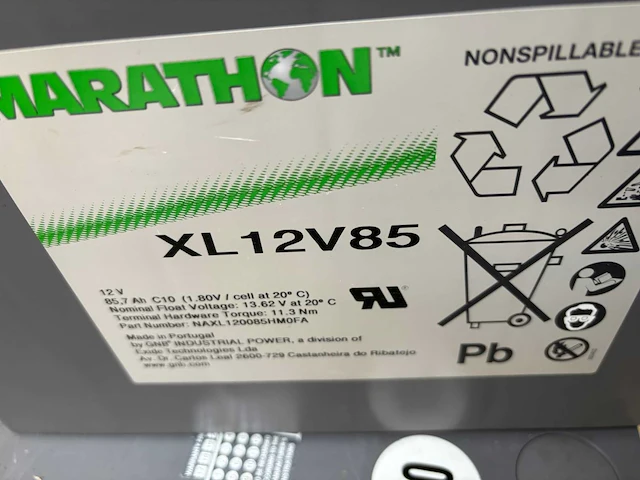 MARATHON™
NONSPILLABLE
XL12V85
12 V
85,7 Ah C10 (1.80V / cell at 20° C)
Nominal Float Voltage: 13.62 V at 20° C
Terminal Hardware Torque: 11.3 Nm
Part Number: NAXL120085HM0FA
Made in Portugal
by GNB® INDUSTRIAL POWER, a division of
Exide Technologies Lda
Av. Dr. Carlos Leal 2600-729 Castanheira do Ribatejo
www.gnb.com
Pb
0